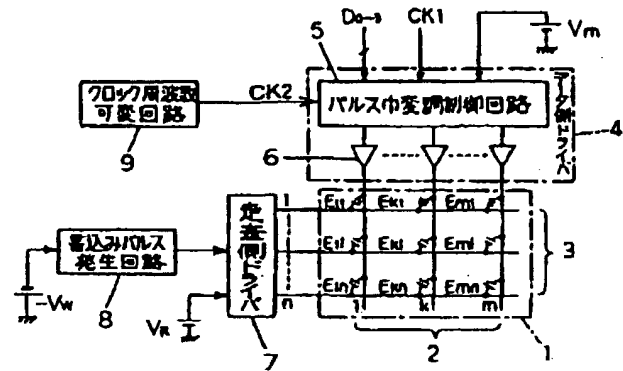 D₀₋₃ CK1 Vm
5
クロック周波数
可変回路
CK2
パルス巾変調制御回路
データ側ドライバ
4
9
6
1
E11 Ek1 Em1
走査側ドライバ
書込みパルス
発生回路
E1l Ekl Eml
3
-Vw
8
VR
n
E1n Ekn Emn
1 k m
7
2
1